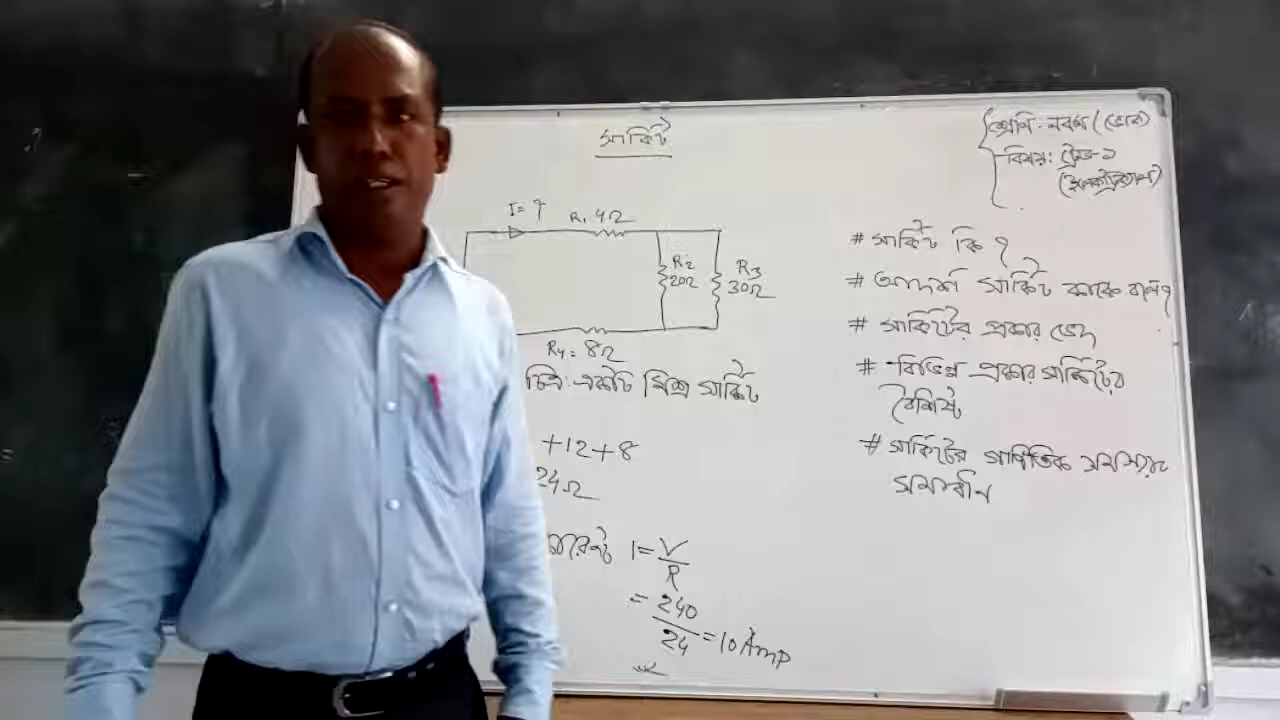 সার্কিট
শ্রেণি- নবম (ভোক)
বিষয়: ট্রেড-১
(ইলেকট্রিক্যাল)
I= ?
R₁ 4Ω
R₂
20Ω
R₃
30Ω
R₄ = 8Ω
চিত্র: একটি মিশ্র সার্কিট
+12+8
24Ω
I= V/R
= 240/24 = 10 Amp
# সার্কিট কি ?
# আদর্শ সার্কিট কাকে বলে?
# সার্কিটের প্রকার ভেদ
# বিভিন্ন প্রকার সার্কিটের
বৈশিষ্ট
# সার্কিটের গাণিতিক সমস্যার
সমাধান